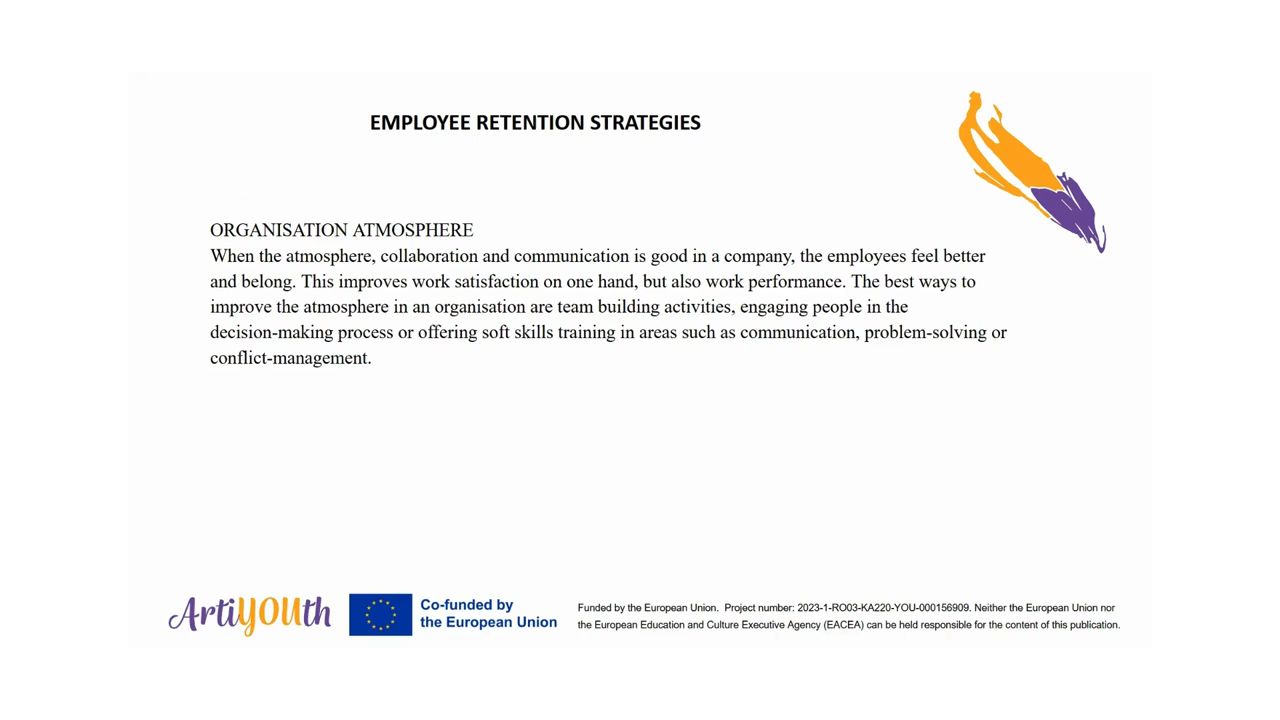 EMPLOYEE RETENTION STRATEGIES
ORGANISATION ATMOSPHERE
When the atmosphere, collaboration and communication is good in a company, the employees feel better
and belong. This improves work satisfaction on one hand, but also work performance. The best ways to
improve the atmosphere in an organisation are team building activities, engaging people in the
decision-making process or offering soft skills training in areas such as communication, problem-solving or
conflict-management.
ArtiYOUth
Co-funded by
the European Union
Funded by the European Union. Project number: 2023-1-RO03-KA220-YOU-000156909. Neither the European Union nor
the European Education and Culture Executive Agency (EACEA) can be held responsible for the content of this publication.